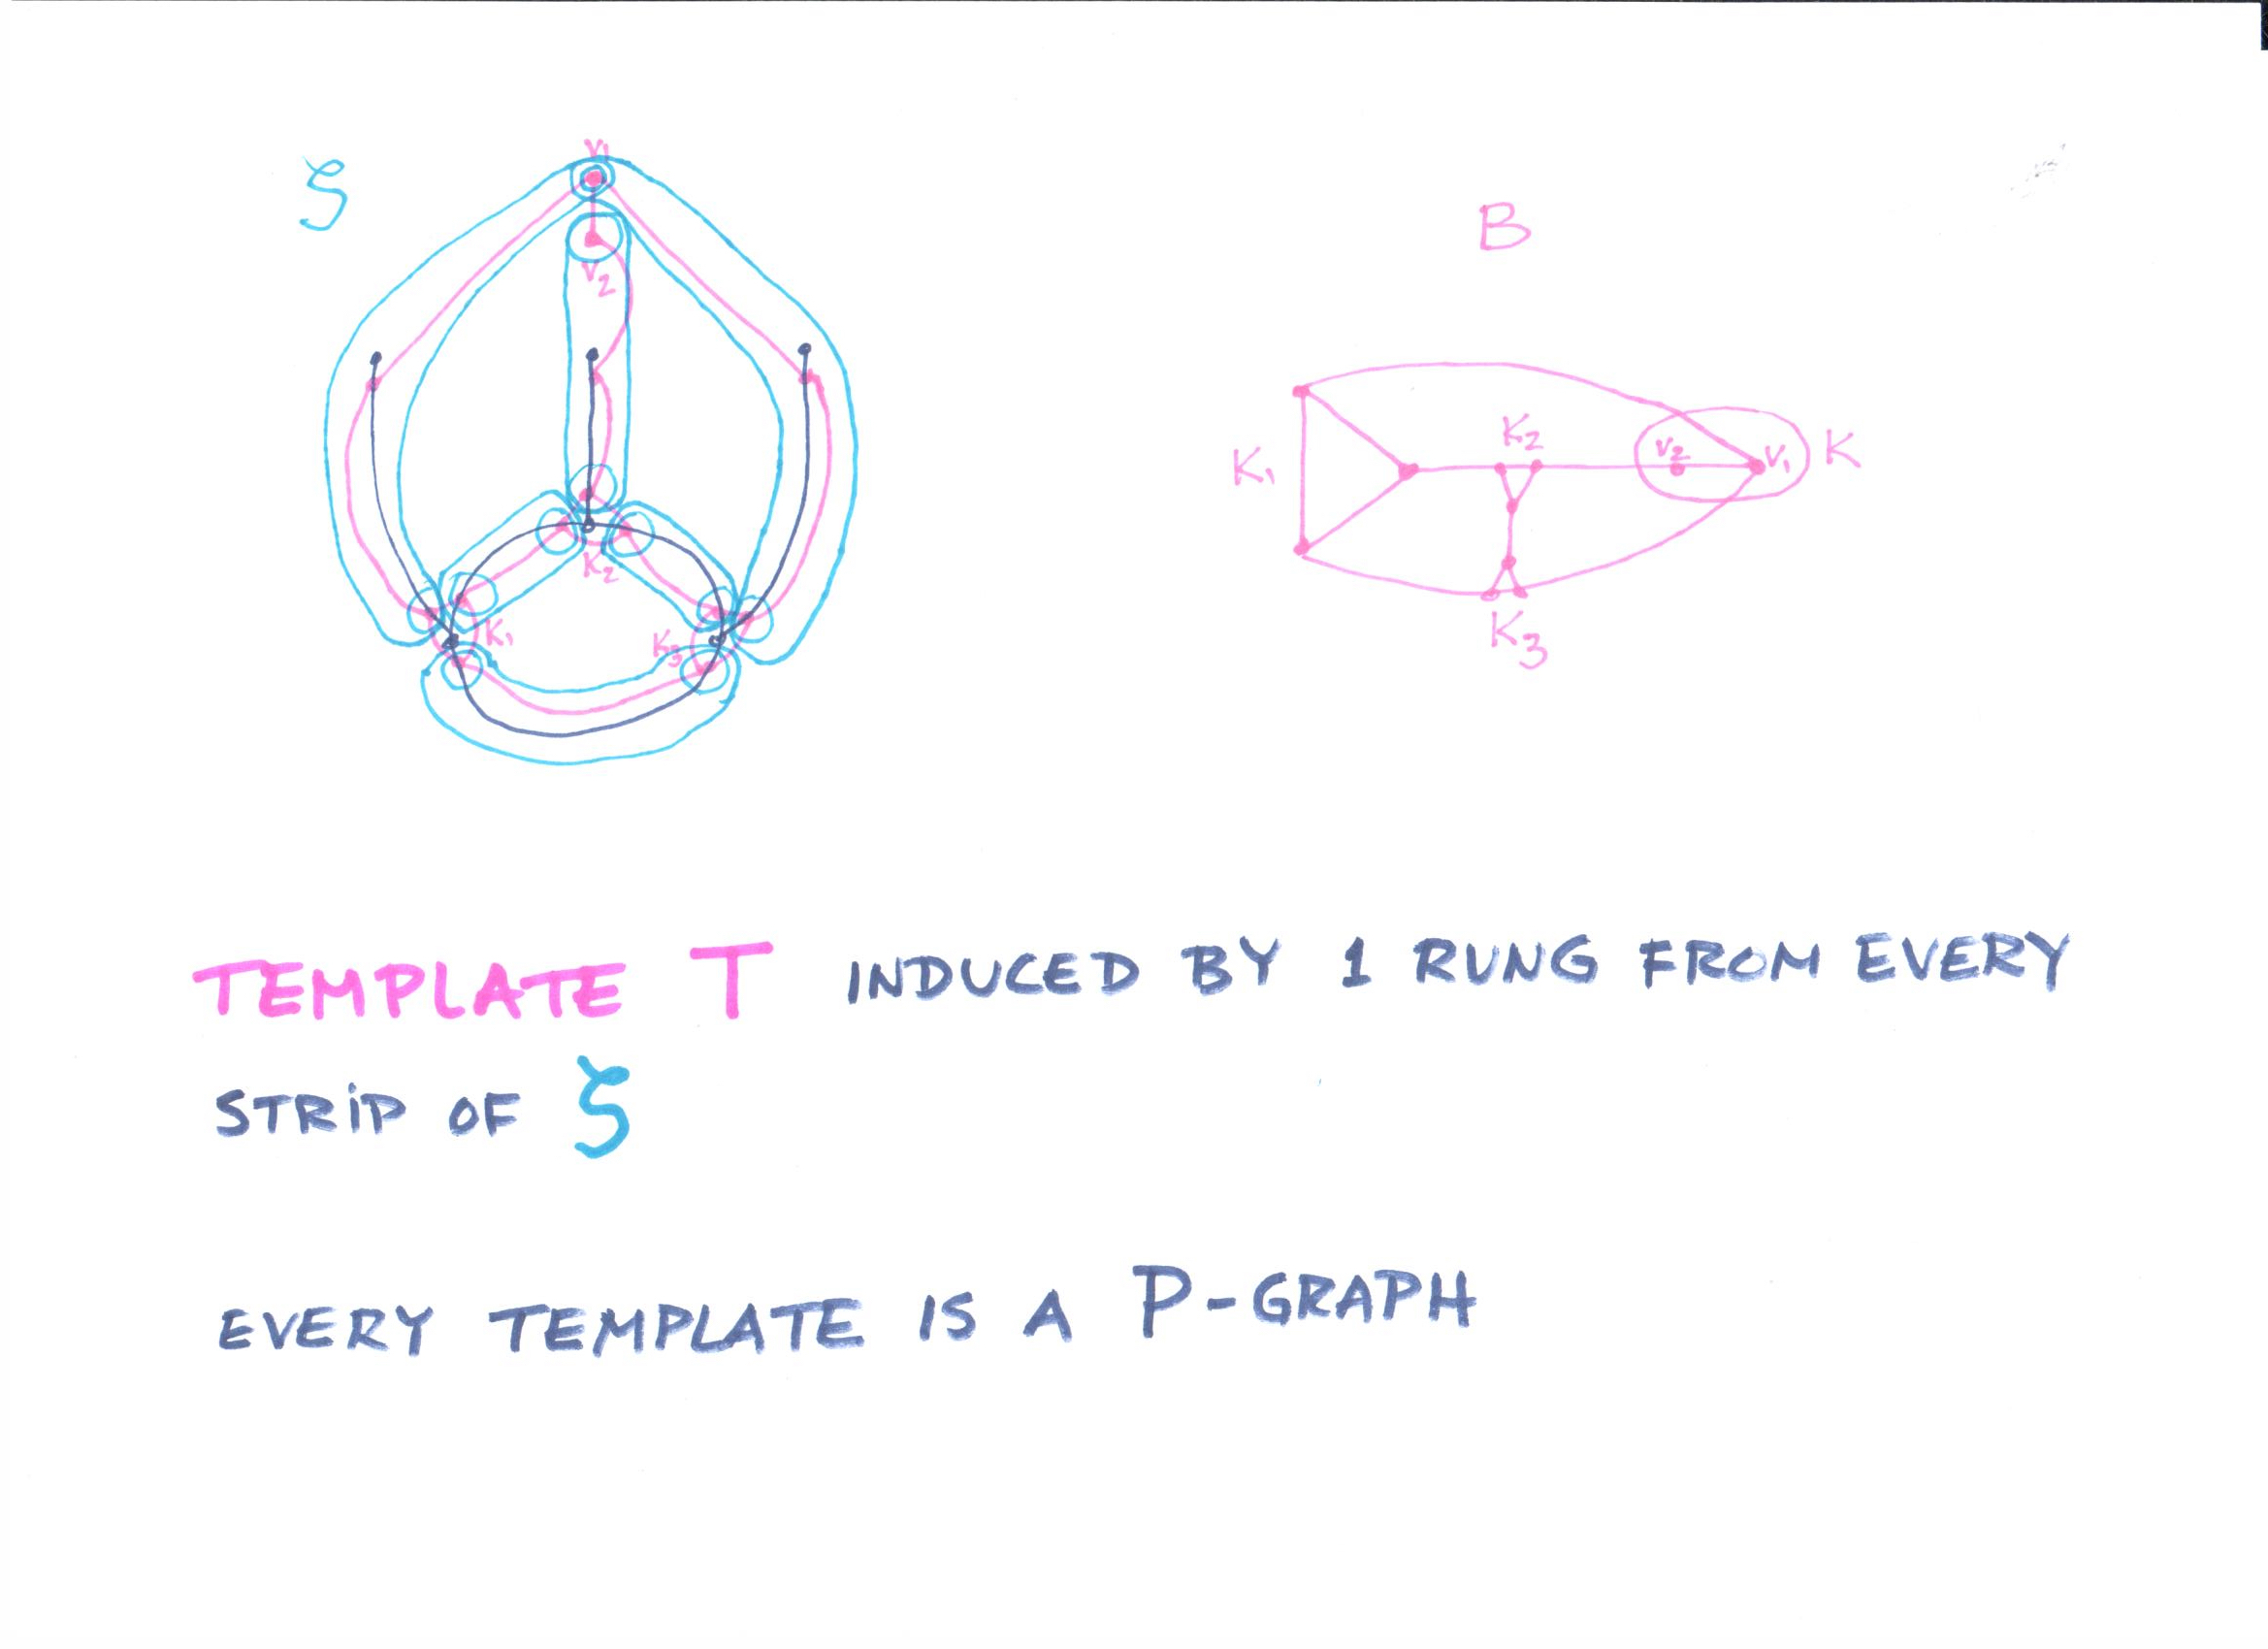 ξ
v₁
v₂
K₂
K₁
K₃
B
K₁
K₂
v₂
v₁
K
K₃
TEMPLATE T INDUCED BY 1 RUNG FROM EVERY
STRIP OF ξ
EVERY TEMPLATE IS A P-GRAPH